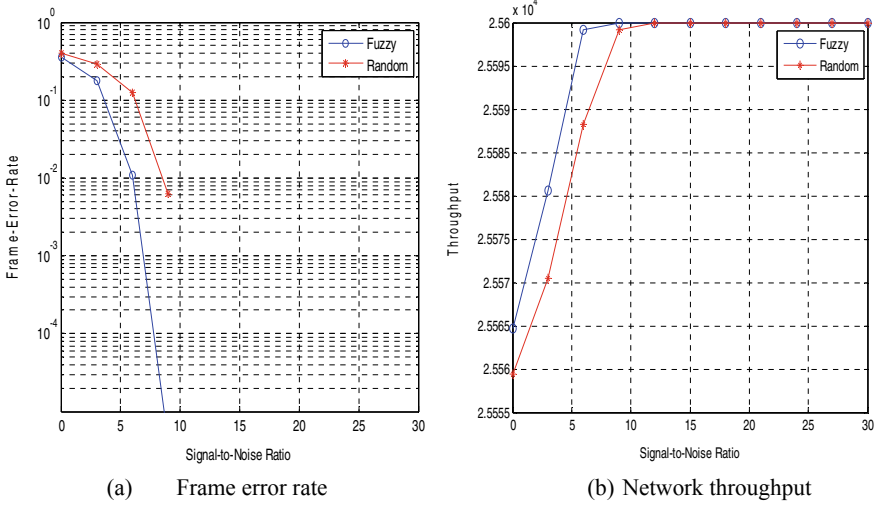 10^0
10^-1
10^-2
10^-3
10^-4
Frame-Error-Rate
0 5 10 15 20 25 30
Signal-to-Noise Ratio
Fuzzy
Random
(a) Frame error rate
x 10^4
2.56
2.5595
2.559
2.5585
2.558
2.5575
2.557
2.5565
2.556
2.5555
Throughput
0 5 10 15 20 25 30
Signal-to-Noise Ratio
Fuzzy
Random
(b) Network throughput